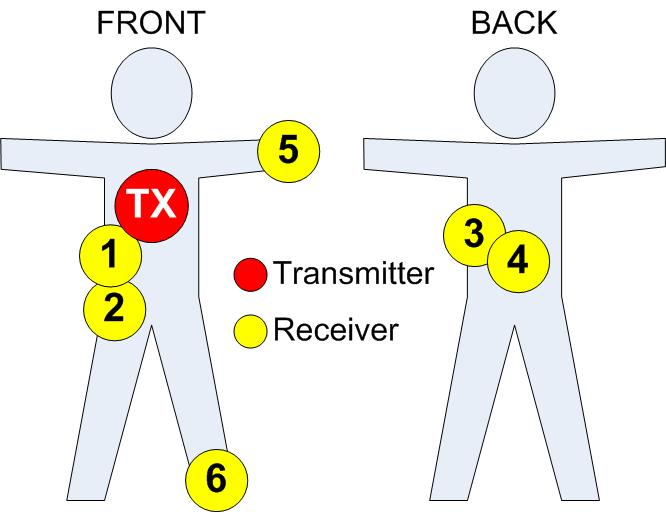 FRONT
BACK
5
TX
1
3
4
Transmitter
2
Receiver
6